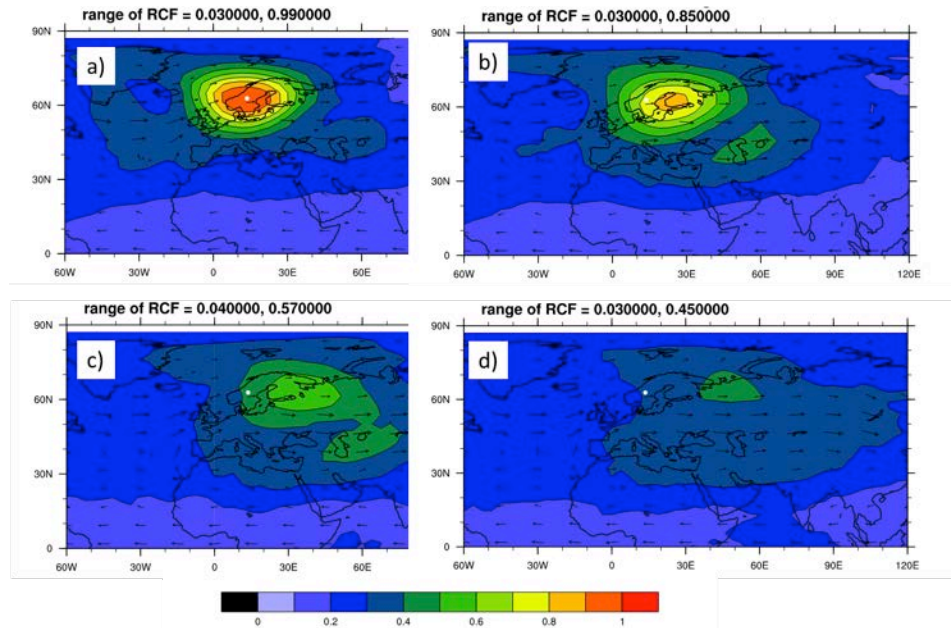 range of RCF = 0.030000, 0.990000
range of RCF = 0.030000, 0.850000
90N
60N
30N
0
a)
60W 30W 0 30E 60E
90N
60N
30N
0
b)
60W 30W 0 30E 60E 90E 120E
range of RCF = 0.040000, 0.570000
range of RCF = 0.030000, 0.450000
90N
60N
30N
0
c)
60W 30W 0 30E 60E
90N
60N
30N
0
d)
60W 30W 0 30E 60E 90E 120E
0 0.2 0.4 0.6 0.8 1